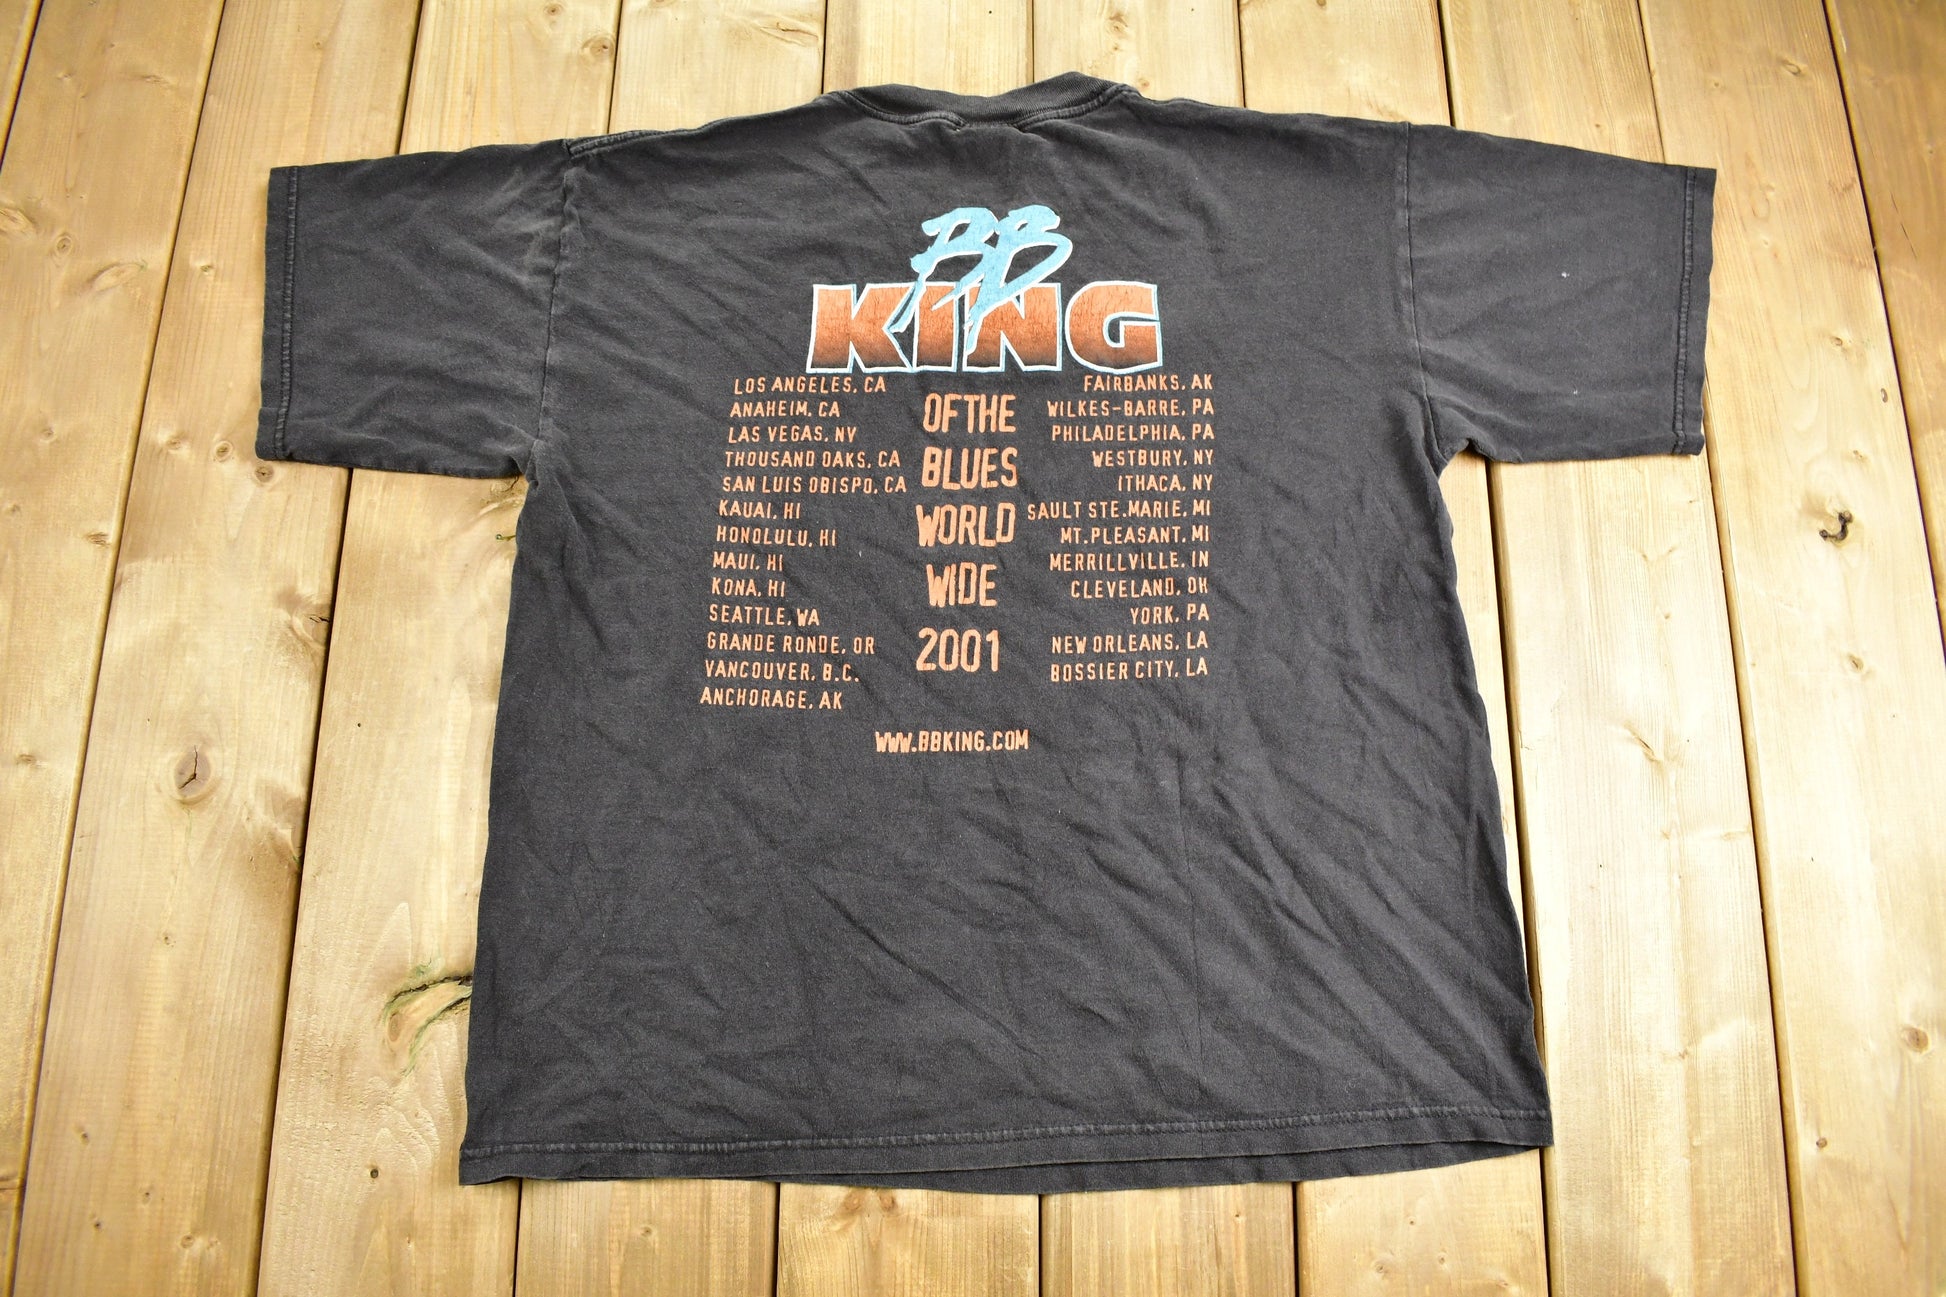 BB
KING
OF THE
BLUES
WORLD
WIDE
2001
LOS ANGELES, CA
ANAHEIM, CA
LAS VEGAS, NV
THOUSAND OAKS, CA
SAN LUIS OBISPO, CA
KAUAI, HI
HONOLULU, HI
MAUI, HI
KONA, HI
SEATTLE, WA
GRANDE RONDE, OR
VANCOUVER, B.C.
ANCHORAGE, AK
FAIRBANKS, AK
WILKES-BARRE, PA
PHILADELPHIA, PA
WESTBURY, NY
ITHACA, NY
SAULT STE.MARIE, MI
MT.PLEASANT, MI
MERRILLVILLE, IN
CLEVELAND, OH
YORK, PA
NEW ORLEANS, LA
BOSSIER CITY, LA
WWW.BBKING.COM